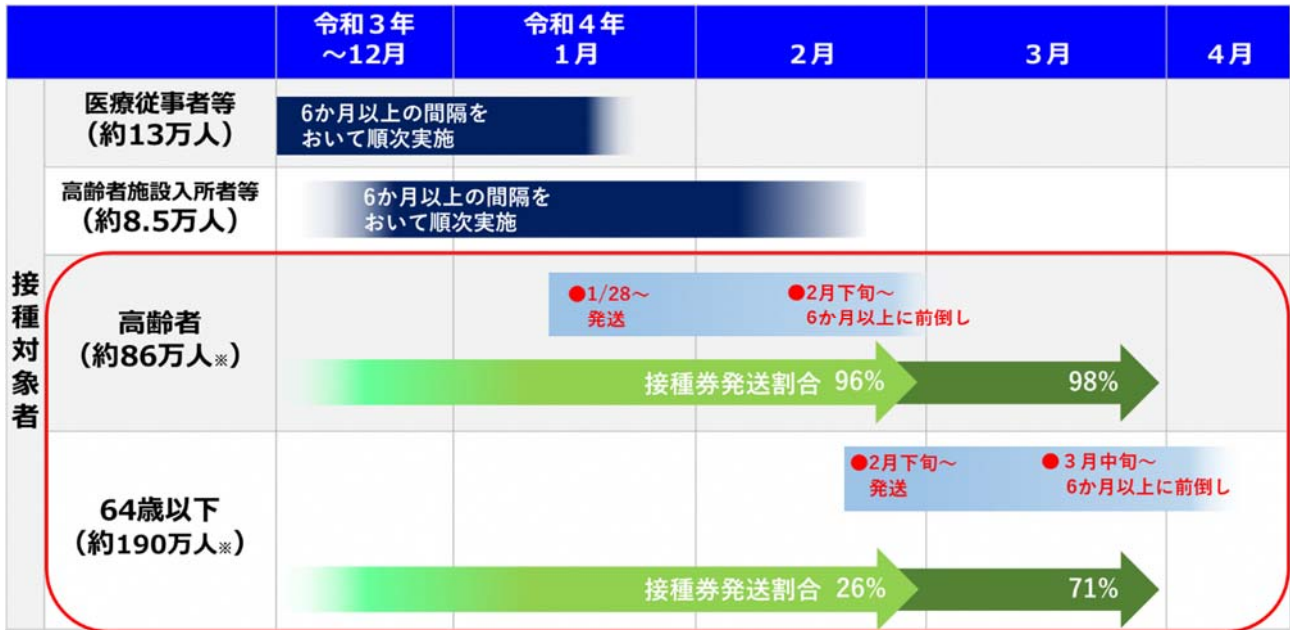 令和３年
～12月
令和４年
１月
２月
３月
４月
接種対象者
医療従事者等
（約13万人）
6か月以上の間隔を
おいて順次実施
高齢者施設入所者等
（約8.5万人）
6か月以上の間隔を
おいて順次実施
高齢者
（約86万人※）
●1/28～
発送
●2月下旬～
6か月以上に前倒し
接種券発送割合 96%
98%
64歳以下
（約190万人※）
●2月下旬～
発送
●３月中旬～
6か月以上に前倒し
接種券発送割合 26%
71%